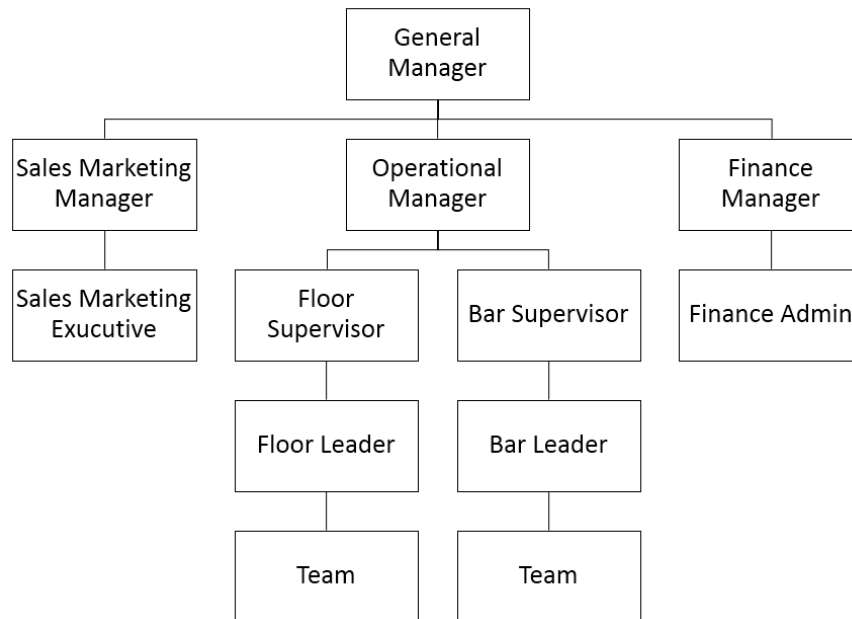 General
Manager
Sales Marketing
Manager
Operational
Manager
Finance
Manager
Sales Marketing
Exucutive
Floor
Supervisor
Bar Supervisor
Finance Admin
Floor Leader
Bar Leader
Team
Team